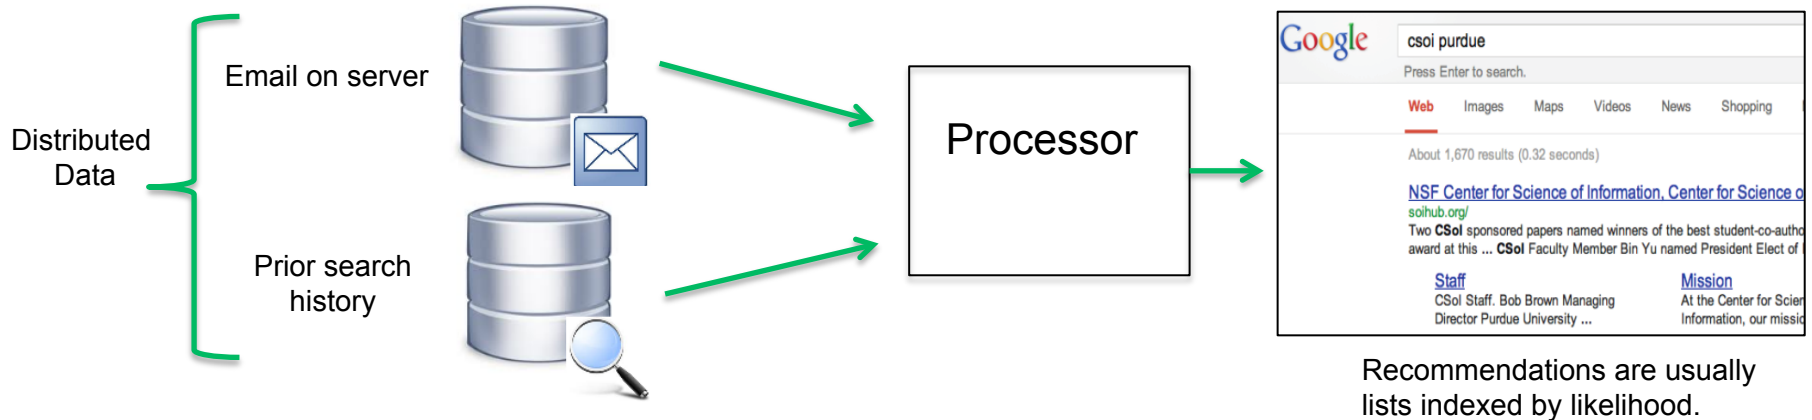 Distributed
Data
Email on server
Prior search
history
Processor
Google
csoi purdue
Press Enter to search.
Web Images Maps Videos News Shopping
About 1,670 results (0.32 seconds)
NSF Center for Science of Information, Center for Science o
soihub.org/
Two CSoI sponsored papers named winners of the best student-co-autho
award at this ... CSoI Faculty Member Bin Yu named President Elect of
Staff
CSoI Staff. Bob Brown Managing
Director Purdue University ...
Mission
At the Center for Scien
Information, our missio
Recommendations are usually
lists indexed by likelihood.